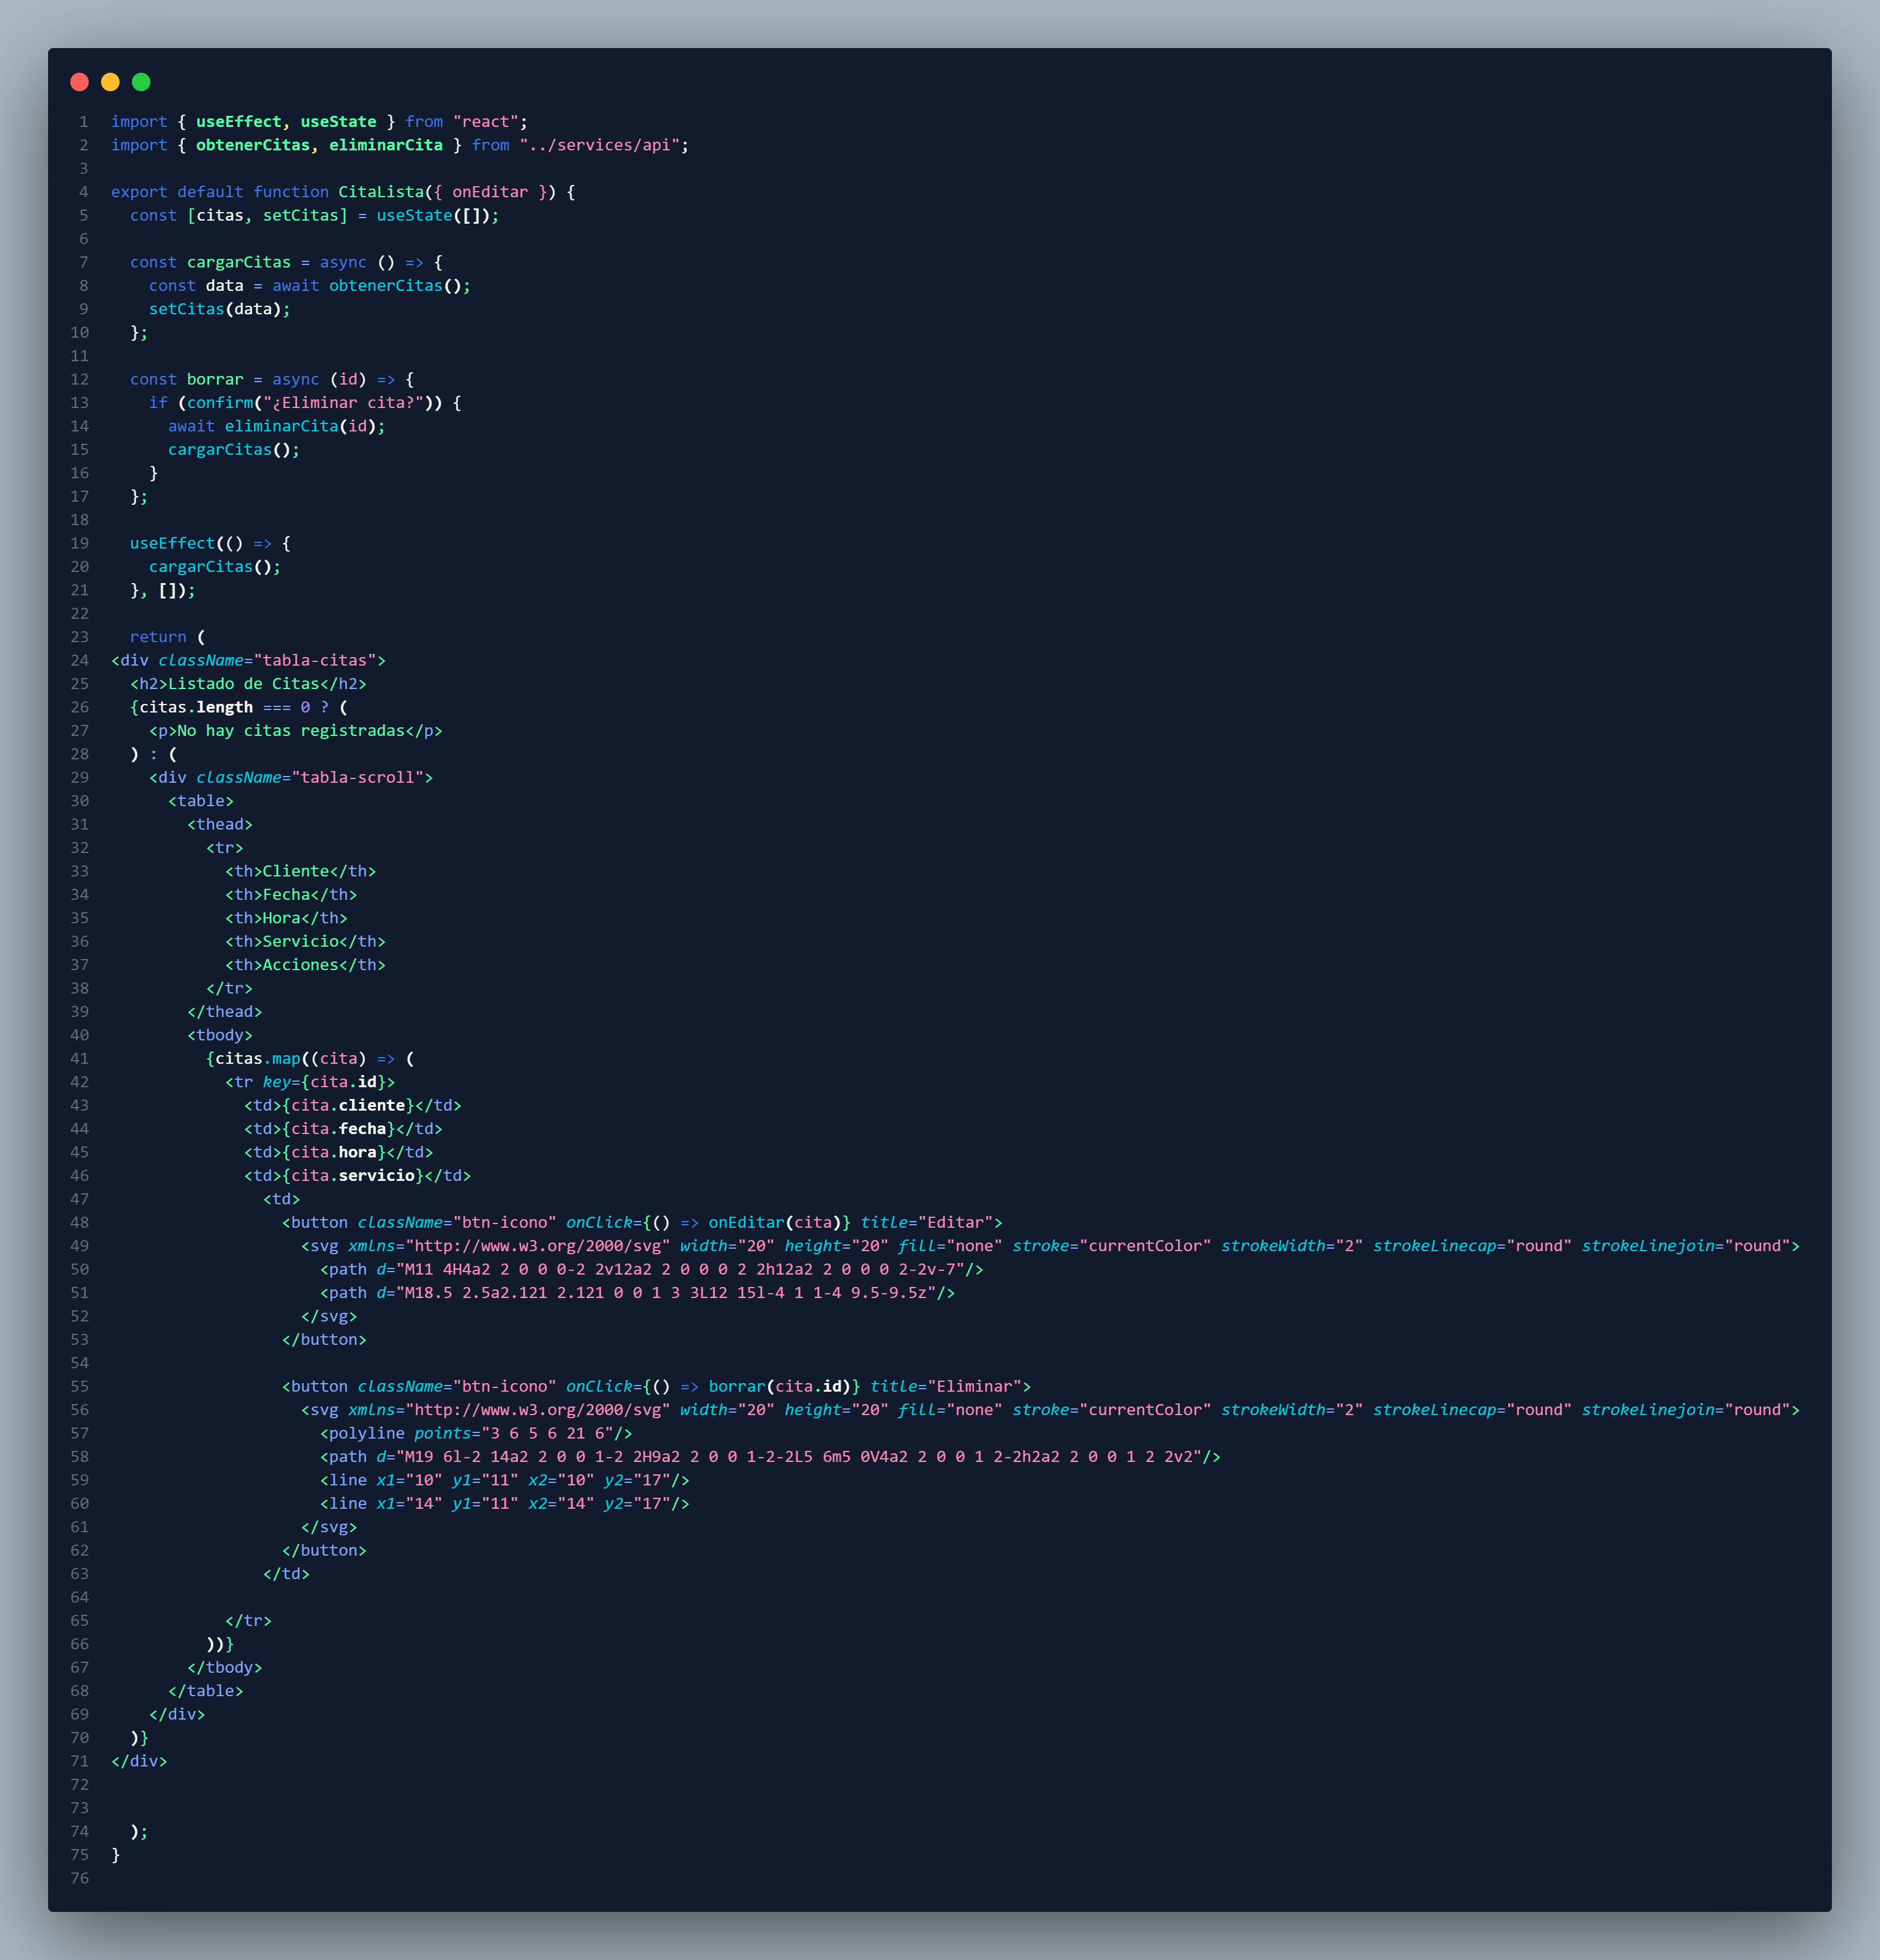 1 import { useEffect, useState } from "react";
2 import { obtenerCitas, eliminarCita } from "../services/api";
3
4 export default function CitaLista({ onEditar }) {
5   const [citas, setCitas] = useState([]);
6
7   const cargarCitas = async () => {
8     const data = await obtenerCitas();
9     setCitas(data);
10   };
11
12   const borrar = async (id) => {
13     if (confirm("¿Eliminar cita?")) {
14       await eliminarCita(id);
15       cargarCitas();
16     }
17   };
18
19   useEffect(() => {
20     cargarCitas();
21   }, []);
22
23   return (
24 <div className="tabla-citas">
25   <h2>Listado de Citas</h2>
26   {citas.length === 0 ? (
27     <p>No hay citas registradas</p>
28   ) : (
29     <div className="tabla-scroll">
30       <table>
31         <thead>
32           <tr>
33             <th>Cliente</th>
34             <th>Fecha</th>
35             <th>Hora</th>
36             <th>Servicio</th>
37             <th>Acciones</th>
38           </tr>
39         </thead>
40         <tbody>
41           {citas.map((cita) => (
42             <tr key={cita.id}>
43               <td>{cita.cliente}</td>
44               <td>{cita.fecha}</td>
45               <td>{cita.hora}</td>
46               <td>{cita.servicio}</td>
47                 <td>
48                   <button className="btn-icono" onClick={() => onEditar(cita)} title="Editar">
49                     <svg xmlns="http://www.w3.org/2000/svg" width="20" height="20" fill="none" stroke="currentColor" strokeWidth="2" strokeLinecap="round" strokeLinejoin="round">
50                       <path d="M11 4H4a2 2 0 0 0-2 2v12a2 2 0 0 0 2 2h12a2 2 0 0 0 2-2v-7"/>
51                       <path d="M18.5 2.5a2.121 2.121 0 0 1 3 3L12 15l-4 1 1-4 9.5-9.5z"/>
52                     </svg>
53                   </button>
54
55                   <button className="btn-icono" onClick={() => borrar(cita.id)} title="Eliminar">
56                     <svg xmlns="http://www.w3.org/2000/svg" width="20" height="20" fill="none" stroke="currentColor" strokeWidth="2" strokeLinecap="round" strokeLinejoin="round">
57                       <polyline points="3 6 5 6 21 6"/>
58                       <path d="M19 6l-2 14a2 2 0 0 1-2 2H9a2 2 0 0 1-2-2L5 6m5 0V4a2 2 0 0 1 2-2h2a2 2 0 0 1 2 2v2"/>
59                       <line x1="10" y1="11" x2="10" y2="17"/>
60                       <line x1="14" y1="11" x2="14" y2="17"/>
61                     </svg>
62                   </button>
63                 </td>
64
65             </tr>
66           ))}
67         </tbody>
68       </table>
69     </div>
70   )}
71 </div>
72
73
74   );
75 }
76